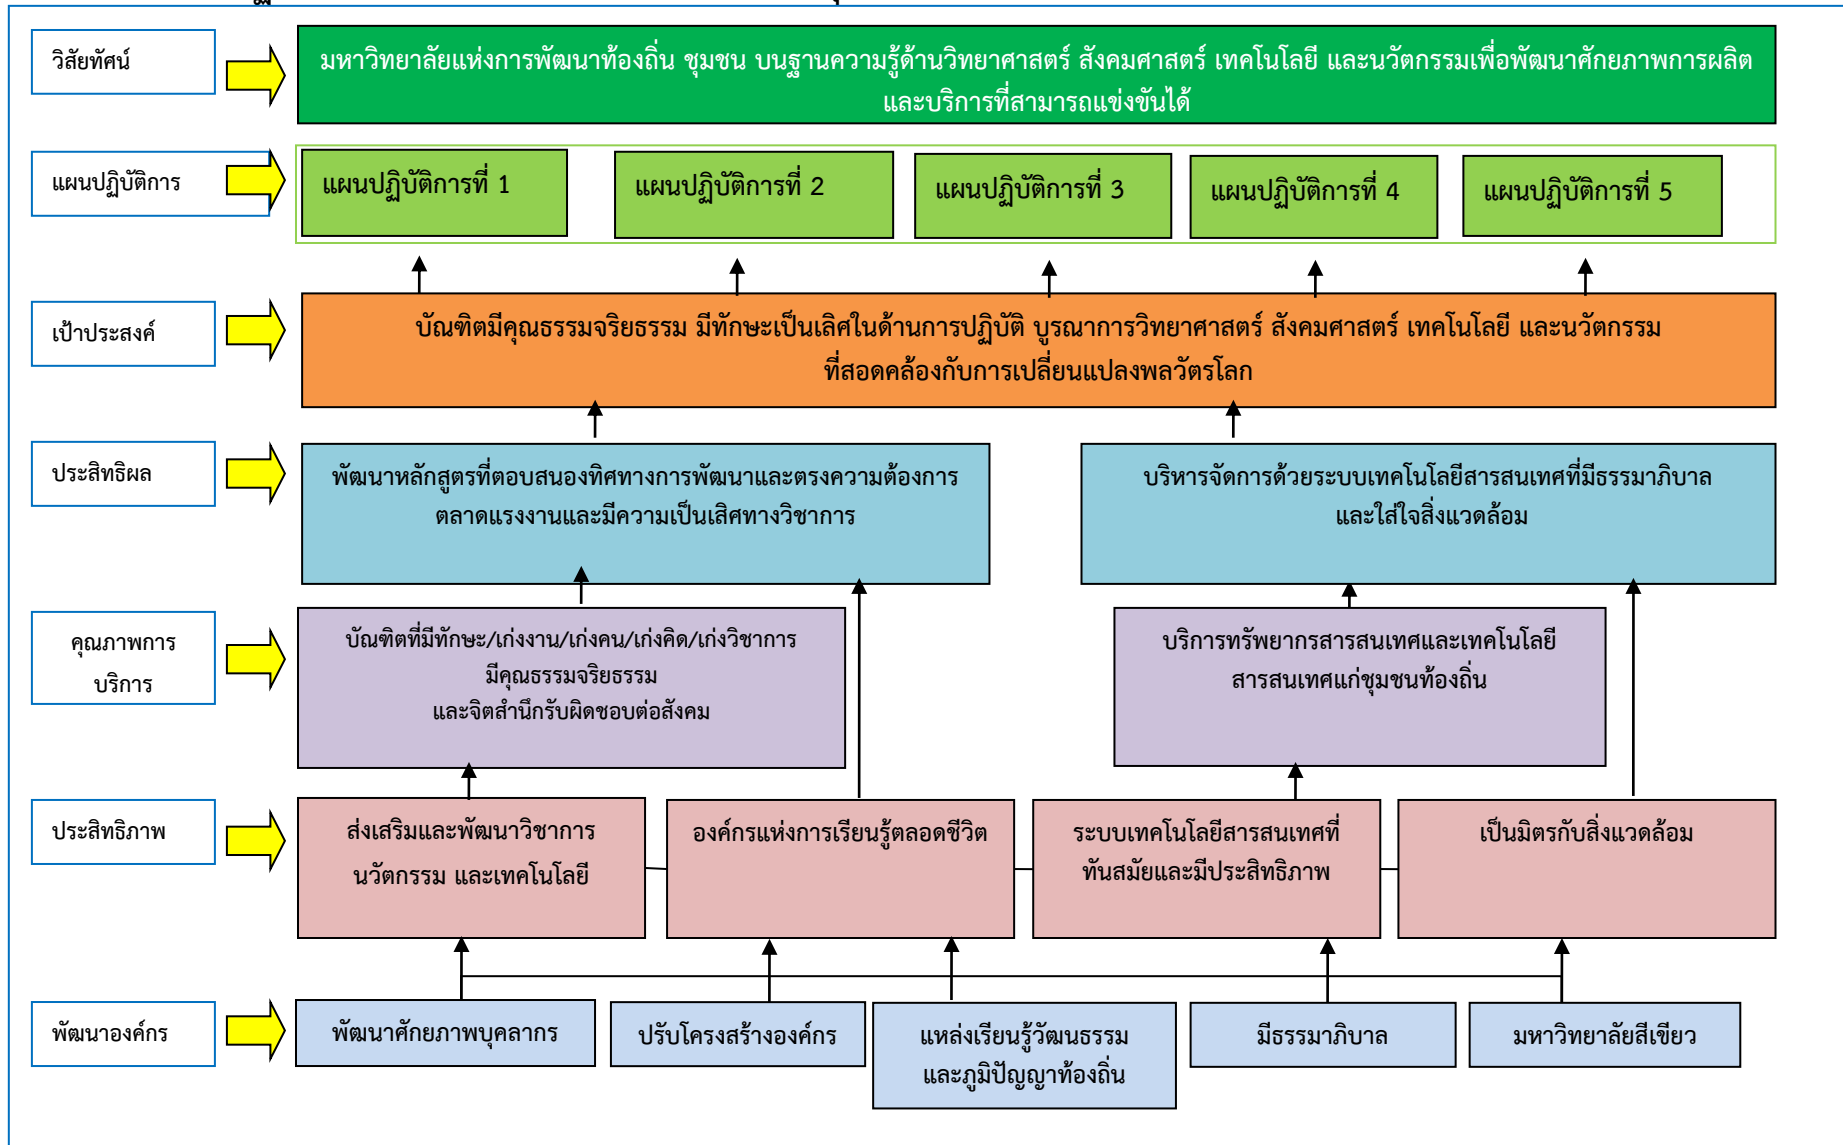 วิสัยทัศน์
มหาวิทยาลัยแห่งการพัฒนาท้องถิ่น ชุมชน บนฐานความรู้ด้านวิทยาศาสตร์ สังคมศาสตร์ เทคโนโลยี และนวัตกรรมเพื่อพัฒนาศักยภาพการผลิต
และบริการที่สามารถแข่งขันได้
แผนปฏิบัติการ
แผนปฏิบัติการที่ 1
แผนปฏิบัติการที่ 2
แผนปฏิบัติการที่ 3
แผนปฏิบัติการที่ 4
แผนปฏิบัติการที่ 5
เป้าประสงค์
บัณฑิตมีคุณธรรมจริยธรรม มีทักษะเป็นเลิศในด้านการปฏิบัติ บูรณาการวิทยาศาสตร์ สังคมศาสตร์ เทคโนโลยี และนวัตกรรม
ที่สอดคล้องกับการเปลี่ยนแปลงพลวัตรโลก
ประสิทธิผล
พัฒนาหลักสูตรที่ตอบสนองทิศทางการพัฒนาและตรงความต้องการ
ตลาดแรงงานและมีความเป็นเสิศทางวิชาการ
บริหารจัดการด้วยระบบเทคโนโลยีสารสนเทศที่มีธรรมาภิบาล
และใส่ใจสิ่งแวดล้อม
คุณภาพการ
บริการ
บัณฑิตที่มีทักษะ/เก่งงาน/เก่งคน/เก่งคิด/เก่งวิชาการ
มีคุณธรรมจริยธรรม
และจิตสำนึกรับผิดชอบต่อสังคม
บริการทรัพยากรสารสนเทศและเทคโนโลยี
สารสนเทศแก่ชุมชนท้องถิ่น
ประสิทธิภาพ
ส่งเสริมและพัฒนาวิชาการ
นวัตกรรม และเทคโนโลยี
องค์กรแห่งการเรียนรู้ตลอดชีวิต
ระบบเทคโนโลยีสารสนเทศที่
ทันสมัยและมีประสิทธิภาพ
เป็นมิตรกับสิ่งแวดล้อม
พัฒนาองค์กร
พัฒนาศักยภาพบุคลากร
ปรับโครงสร้างองค์กร
แหล่งเรียนรู้วัฒนธรรม
และภูมิปัญญาท้องถิ่น
มีธรรมาภิบาล
มหาวิทยาลัยสีเขียว